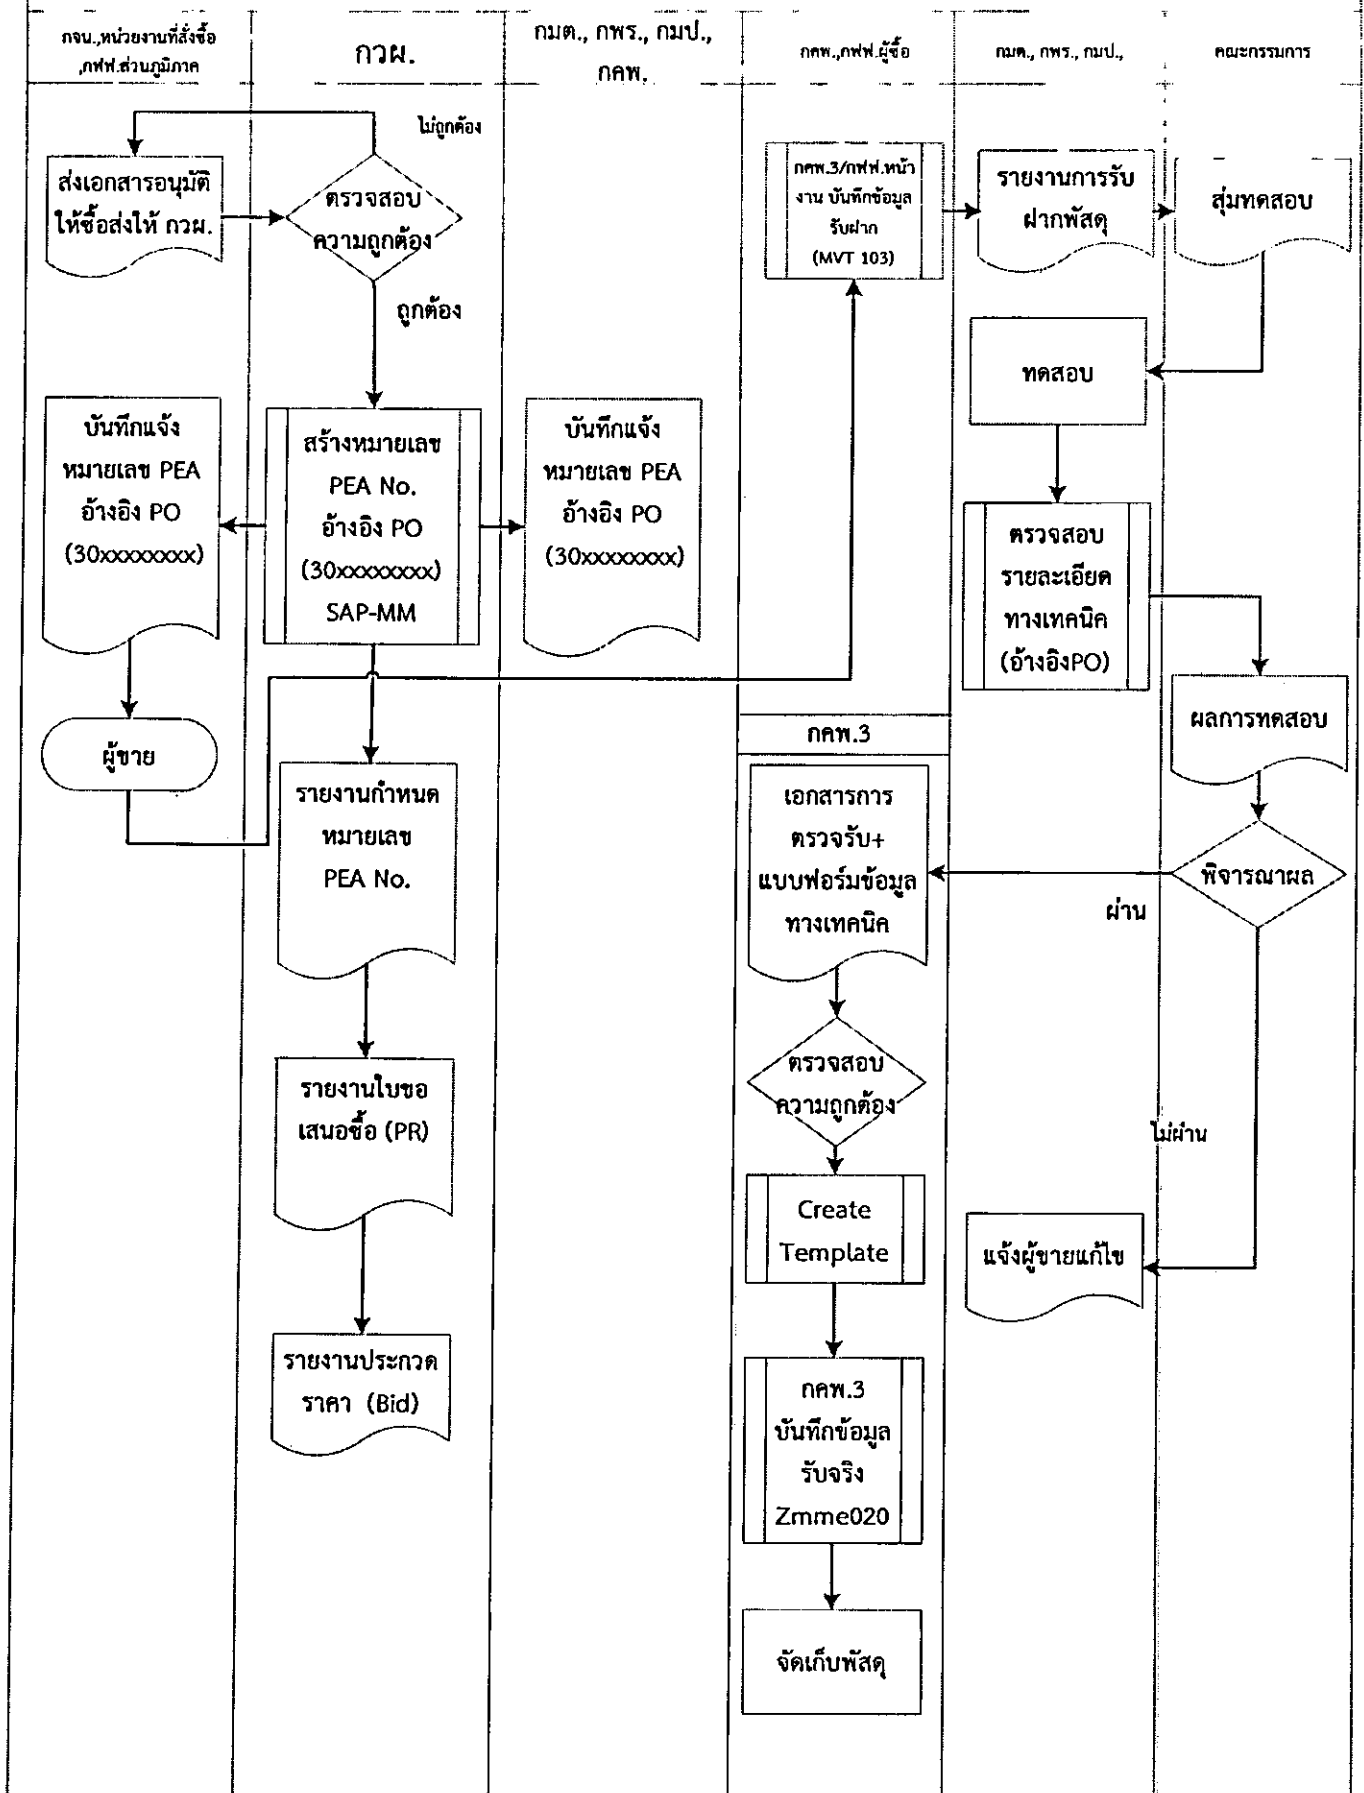 กจน.,หน่วยงานที่สั่งซื้อ
,กฟฟ.ส่วนภูมิภาค
กวผ.
กมต., กพร., กมป.,
กคพ.
กคพ.,กฟฟ.ผู้ซื้อ
กมต., กพร., กมป.,
คณะกรรมการ
ไม่ถูกต้อง
ส่งเอกสารอนุมัติ
ให้ซื้อส่งให้ กวผ.
ตรวจสอบ
ความถูกต้อง
ถูกต้อง
กคพ.3/กฟฟ.หน้า
งาน บันทึกข้อมูล
รับฝาก
(MVT 103)
รายงานการรับ
ฝากพัสดุ
สุ่มทดสอบ
ทดสอบ
บันทึกแจ้ง
หมายเลข PEA
อ้างอิง PO
(30xxxxxxxx)
สร้างหมายเลข
PEA No.
อ้างอิง PO
(30xxxxxxxx)
SAP-MM
บันทึกแจ้ง
หมายเลข PEA
อ้างอิง PO
(30xxxxxxxx)
ตรวจสอบ
รายละเอียด
ทางเทคนิค
(อ้างอิงPO)
ผลการทดสอบ
ผู้ขาย
กคพ.3
รายงานกำหนด
หมายเลข
PEA No.
เอกสารการ
ตรวจรับ+
แบบฟอร์มข้อมูล
ทางเทคนิค
พิจารณาผล
ผ่าน
รายงานใบขอ
เสนอซื้อ (PR)
ตรวจสอบ
ความถูกต้อง
ไม่ผ่าน
Create
Template
แจ้งผู้ขายแก้ไข
รายงานประกวด
ราคา (Bid)
กคพ.3
บันทึกข้อมูล
รับจริง
Zmme020
จัดเก็บพัสดุ